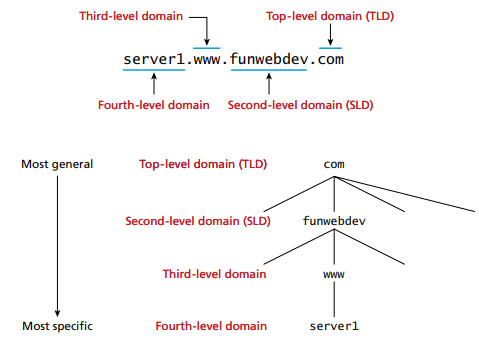 Third-level domain Top-level domain (TLD)
server1.www.funwebdev.com
Fourth-level domain Second-level domain (SLD)
Most general Top-level domain (TLD) com
Second-level domain (SLD) funwebdev
Third-level domain www
Most specific Fourth-level domain server1